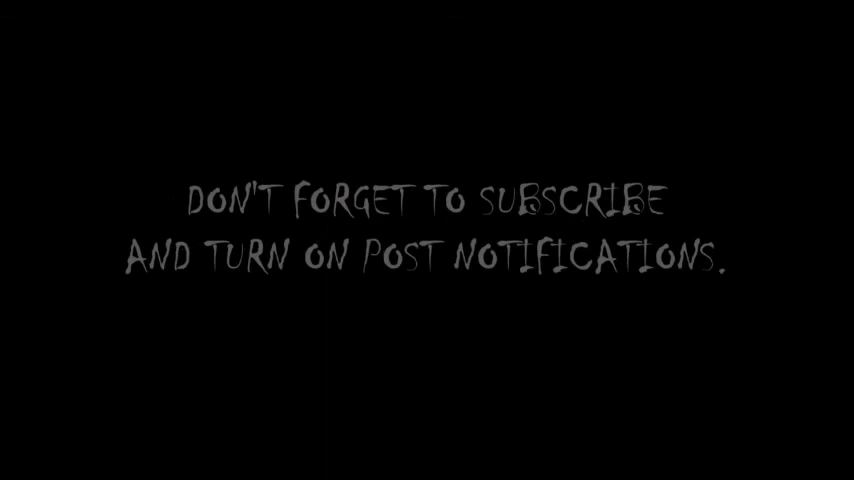 DON'T FORGET TO SUBSCRIBE
AND TURN ON POST NOTIFICATIONS.